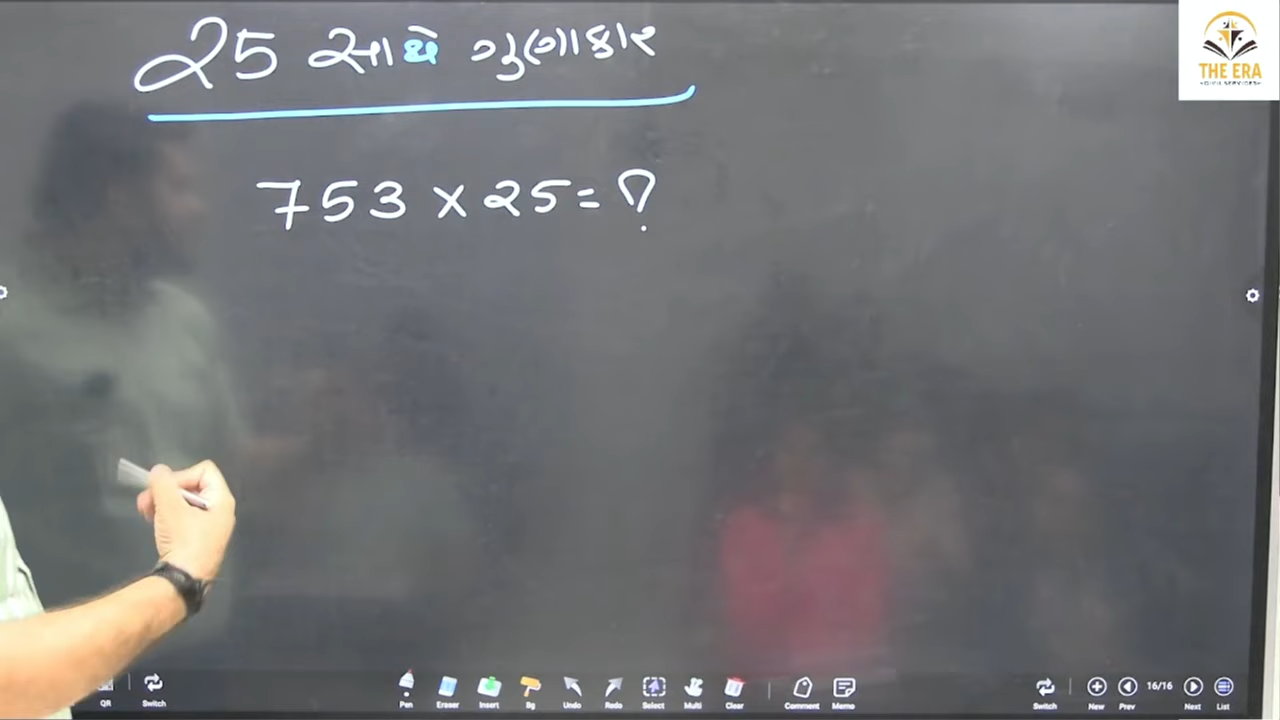 25 સાથે ગુણાકાર
THE ERA
753 × 25 = ?
QR
Switch
Pen
Eraser
Insert
Bg
Undo
Redo
Select
Multi
Clear
Comment
Memo
Switch
New
Prev
16/16
Next
List